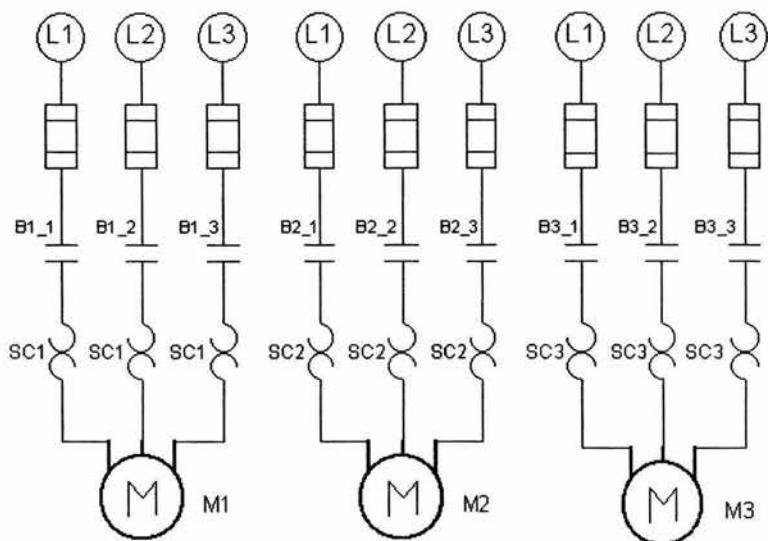 L1 L2 L3 L1 L2 L3 L1 L2 L3
B1_1 B1_2 B1_3 B2_1 B2_2 B2_3 B3_1 B3_2 B3_3
SC1 SC1 SC1 SC2 SC2 SC2 SC3 SC3 SC3
M M1 M M2 M M3